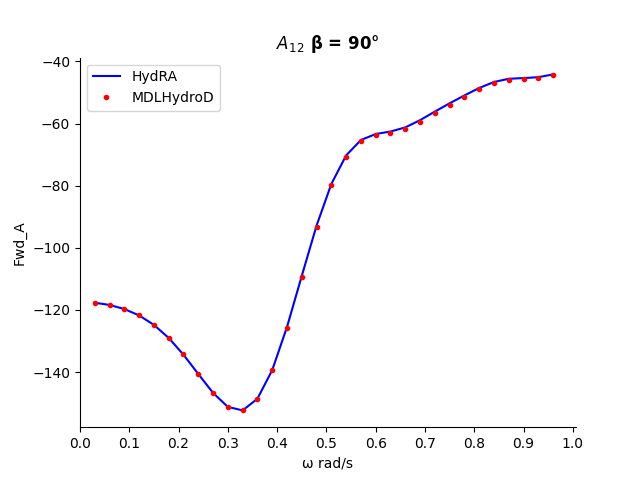 A₁₂ β = 90°
HydRA
MDLHydroD
Fwd_A
−40
−60
−80
−100
−120
−140
0.0 0.1 0.2 0.3 0.4 0.5 0.6 0.7 0.8 0.9 1.0
ω rad/s